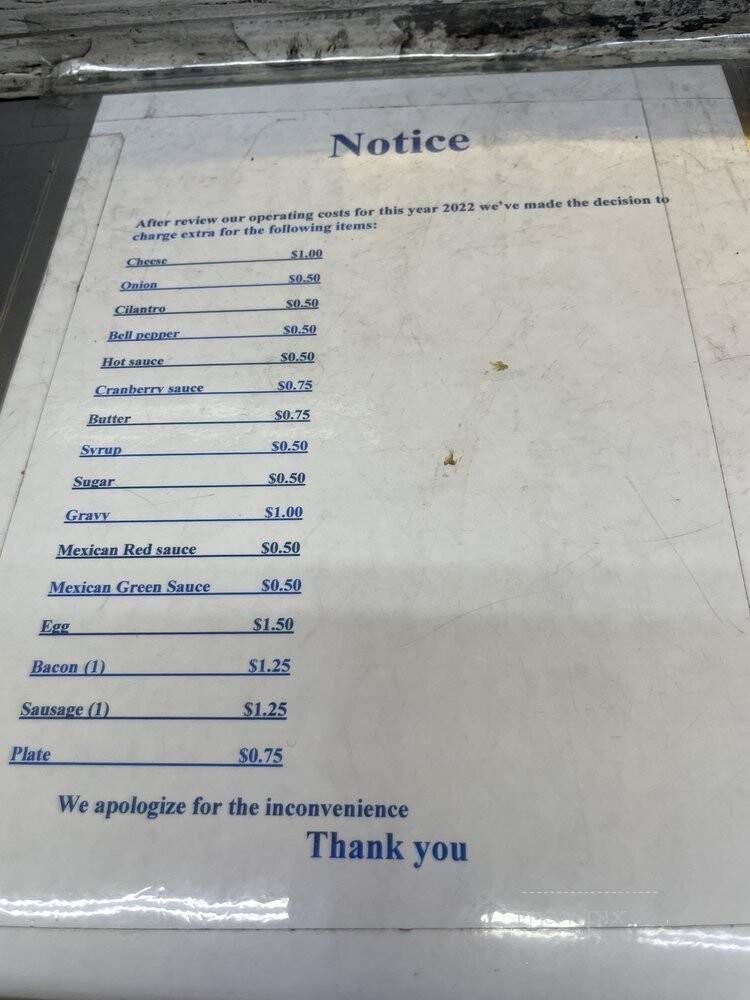 Notice
After review our operating costs for this year 2022 we've made the decision to
charge extra for the following items:
Cheese $1.00
Onion $0.50
Cilantro $0.50
Bell pepper $0.50
Hot sauce $0.50
Cranberry sauce $0.75
Butter $0.75
Syrup $0.50
Sugar $0.50
Gravy $1.00
Mexican Red sauce $0.50
Mexican Green Sauce $0.50
Egg $1.50
Bacon (1) $1.25
Sausage (1) $1.25
Plate $0.75
We apologize for the inconvenience
Thank you